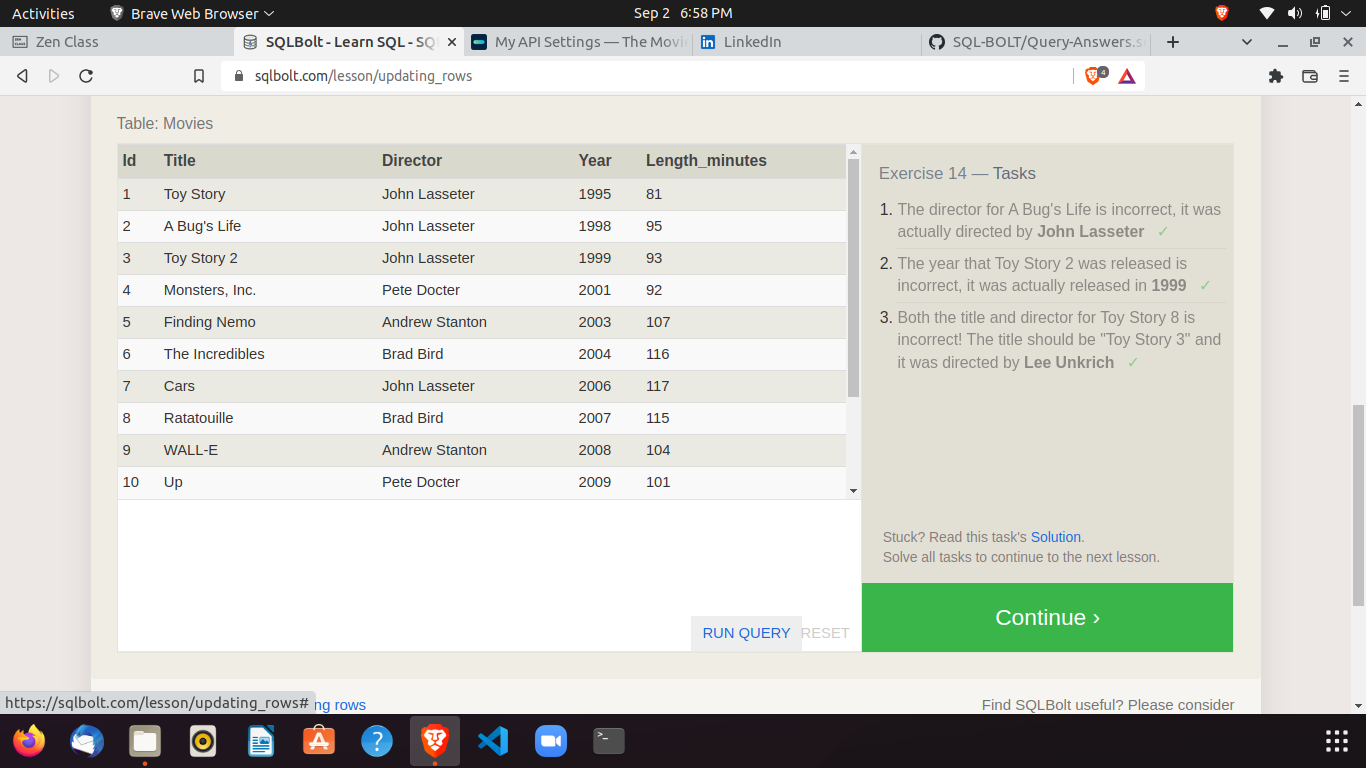 Activities Brave Web Browser Sep 2 6:58 PM
Zen Class SQLBolt - Learn SQL - SQ My API Settings — The Movi LinkedIn SQL-BOLT/Query-Answers.s
sqlbolt.com/lesson/updating_rows 4
Table: Movies
Id Title Director Year Length_minutes
1 Toy Story John Lasseter 1995 81
2 A Bug's Life John Lasseter 1998 95
3 Toy Story 2 John Lasseter 1999 93
4 Monsters, Inc. Pete Docter 2001 92
5 Finding Nemo Andrew Stanton 2003 107
6 The Incredibles Brad Bird 2004 116
7 Cars John Lasseter 2006 117
8 Ratatouille Brad Bird 2007 115
9 WALL-E Andrew Stanton 2008 104
10 Up Pete Docter 2009 101
RUN QUERY RESET
Exercise 14 — Tasks
1. The director for A Bug's Life is incorrect, it was
actually directed by John Lasseter ✓
2. The year that Toy Story 2 was released is
incorrect, it was actually released in 1999 ✓
3. Both the title and director for Toy Story 8 is
incorrect! The title should be "Toy Story 3" and
it was directed by Lee Unkrich ✓
Stuck? Read this task's Solution.
Solve all tasks to continue to the next lesson.
Continue ›
https://sqlbolt.com/lesson/updating_rows# ng rows Find SQLBolt useful? Please consider